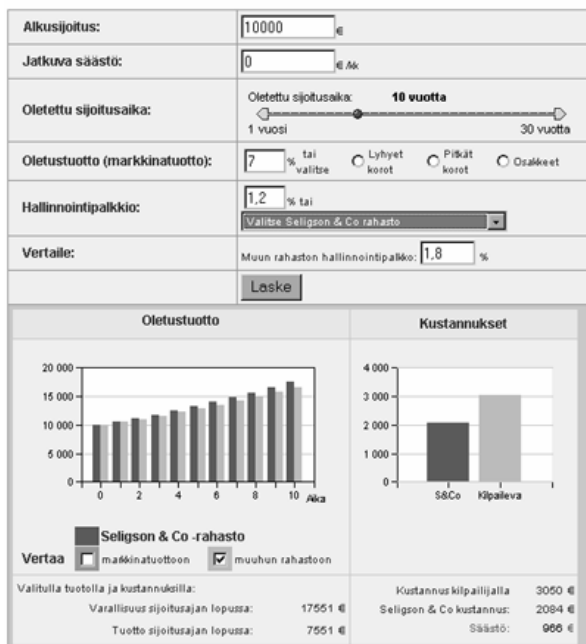 Alkusijoitus: 10000 €
Jatkuva säästö: 0 € /kk
Oletettu sijoitusaika: Oletettu sijoitusaika: 10 vuotta
1 vuosi 30 vuotta
Oletustuotto (markkinatuotto): 7 % tai valitse Lyhyet korot Pitkät korot Osakkeet
Hallinnointipalkkio: 1,2 % tai
Valitse Seligson & Co rahasto
Vertaile: Muun rahaston hallinnointipalkko: 1,8 %
Laske
Oletustuotto Kustannukset
20 000 4 000
15 000 3 000
10 000 2 000
5 000 1 000
0 0
0 2 4 6 8 10 Aika S&Co Kilpaileva
Seligson & Co -rahasto
Vertaa markkinatuottoon muuhun rahastoon
Valitulla tuotolla ja kustannuksilla: Kustannus kilpailijalla 3050 €
Varallisuus sijoitusajan lopussa: 17551 € Seligson & Co kustannus: 2084 €
Tuotto sijoitusajan lopussa: 7551 € Säästö: 966 €